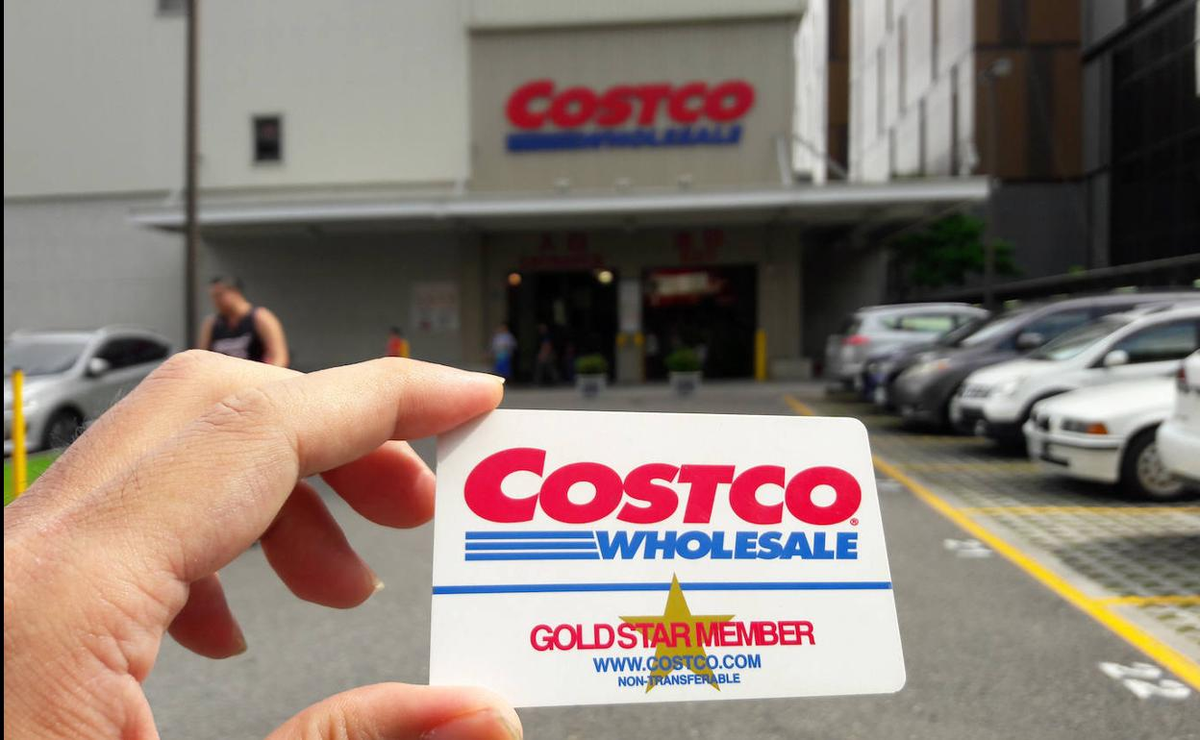 COSTCO
WHOLESALE
COSTCO®
WHOLESALE
GOLD STAR MEMBER
WWW.COSTCO.COM
NON-TRANSFERABLE